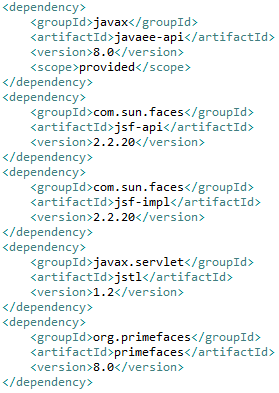 <dependency>
<groupId>javax</groupId>
<artifactId>javaee-api</artifactId>
<version>8.0</version>
<scope>provided</scope>
</dependency>
<dependency>
<groupId>com.sun.faces</groupId>
<artifactId>jsf-api</artifactId>
<version>2.2.20</version>
</dependency>
<dependency>
<groupId>com.sun.faces</groupId>
<artifactId>jsf-impl</artifactId>
<version>2.2.20</version>
</dependency>
<dependency>
<groupId>javax.servlet</groupId>
<artifactId>jstl</artifactId>
<version>1.2</version>
</dependency>
<dependency>
<groupId>org.primefaces</groupId>
<artifactId>primefaces</artifactId>
<version>8.0</version>
</dependency>